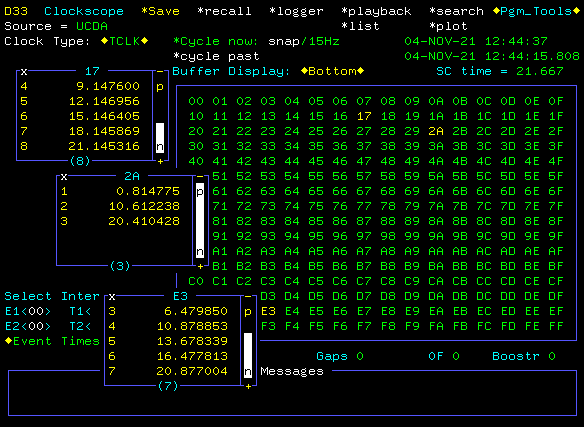 D33 Clockscope *Save *recall *logger *playback *search ◆Pgm_Tools◆
Source = UCDA *list *plot
Clock Type: ◆TCLK◆ *Cycle now: snap/15Hz 04-NOV-21 12:44:37
*cycle past 04-NOV-21 12:44:15.808
Buffer Display: ◆Bottom◆ SC time = 21.667
x 17 -
4 9.147600 p
5 12.146956
6 15.146405
7 18.145869
8 21.145316 n
(8) +
00 01 02 03 04 05 06 07 08 09 0A 0B 0C 0D 0E 0F
10 11 12 13 14 15 16 17 18 19 1A 1B 1C 1D 1E 1F
20 21 22 23 24 25 26 27 28 29 2A 2B 2C 2D 2E 2F
30 31 32 33 34 35 36 37 38 39 3A 3B 3C 3D 3E 3F
40 41 42 43 44 45 46 47 48 49 4A 4B 4C 4D 4E 4F
x 2A -
1 0.814775 p
2 10.612238
3 20.410428
n
(3) +
51 52 53 54 55 56 57 58 59 5A 5B 5C 5D 5E 5F
61 62 63 64 65 66 67 68 69 6A 6B 6C 6D 6E 6F
71 72 73 74 75 76 77 78 79 7A 7B 7C 7D 7E 7F
81 82 83 84 85 86 87 88 89 8A 8B 8C 8D 8E 8F
91 92 93 94 95 96 97 98 99 9A 9B 9C 9D 9E 9F
A1 A2 A3 A4 A5 A6 A7 A8 A9 AA AB AC AD AE AF
B1 B2 B3 B4 B5 B6 B7 B8 B9 BA BB BC BD BE BF
C0 C1 C2 C3 C4 C5 C6 C7 C8 C9 CA CB CC CD CE CF
D3 D4 D5 D6 D7 D8 D9 DA DB DC DD DE DF
E3 E4 E5 E6 E7 E8 E9 EA EB EC ED EE EF
F3 F4 F5 F6 F7 F8 F9 FA FB FC FD FE FF
Select Inter
E1<00> T1<
E2<00> T2<
◆Event Times
x E3 -
3 6.479850 p
4 10.878853
5 13.678339
6 16.477813
7 20.877004 n
(7) +
Gaps 0 OF 0 Boostr 0
Messages